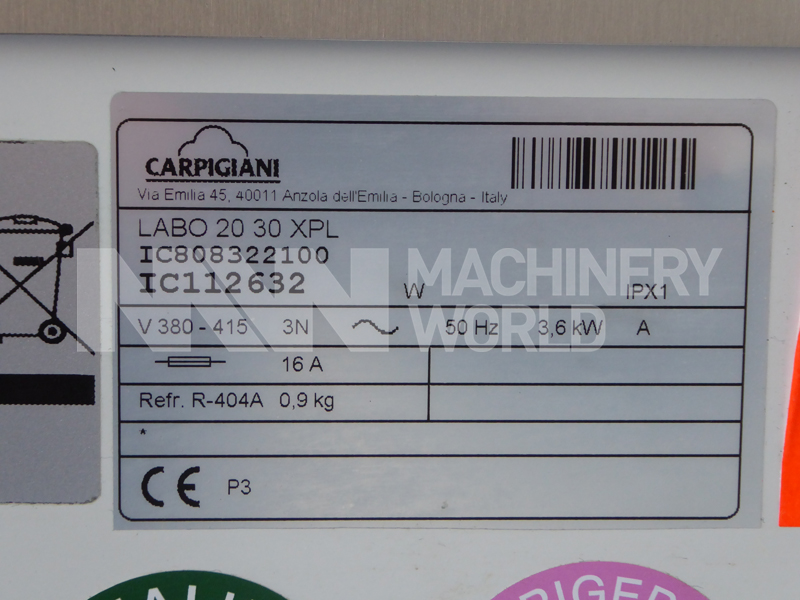 CARPIGIANI
Via Emilia 45, 40011 Anzola dell'Emilia - Bologna - Italy
LABO 20 30 XPL
IC808322100
IC112632 W IPX1
MACHINERY
WORLD
V 380 - 415 3N 50 Hz 3,6 kW A
16 A
Refr. R-404A 0,9 kg
*
CE P3